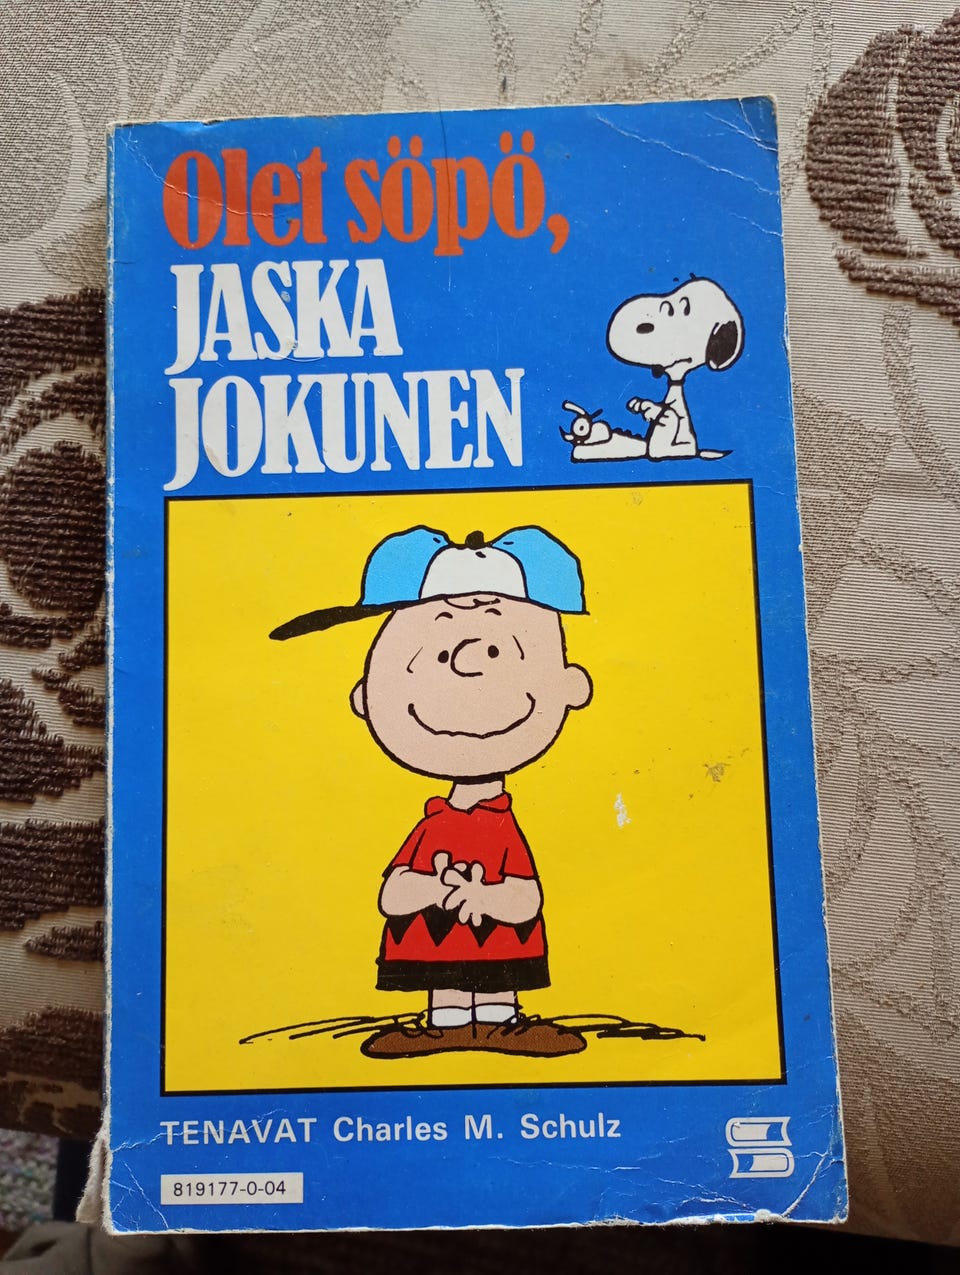 Olet söpö,
JASKA
JOKUNEN
TENAVAT Charles M. Schulz
819177-0-04